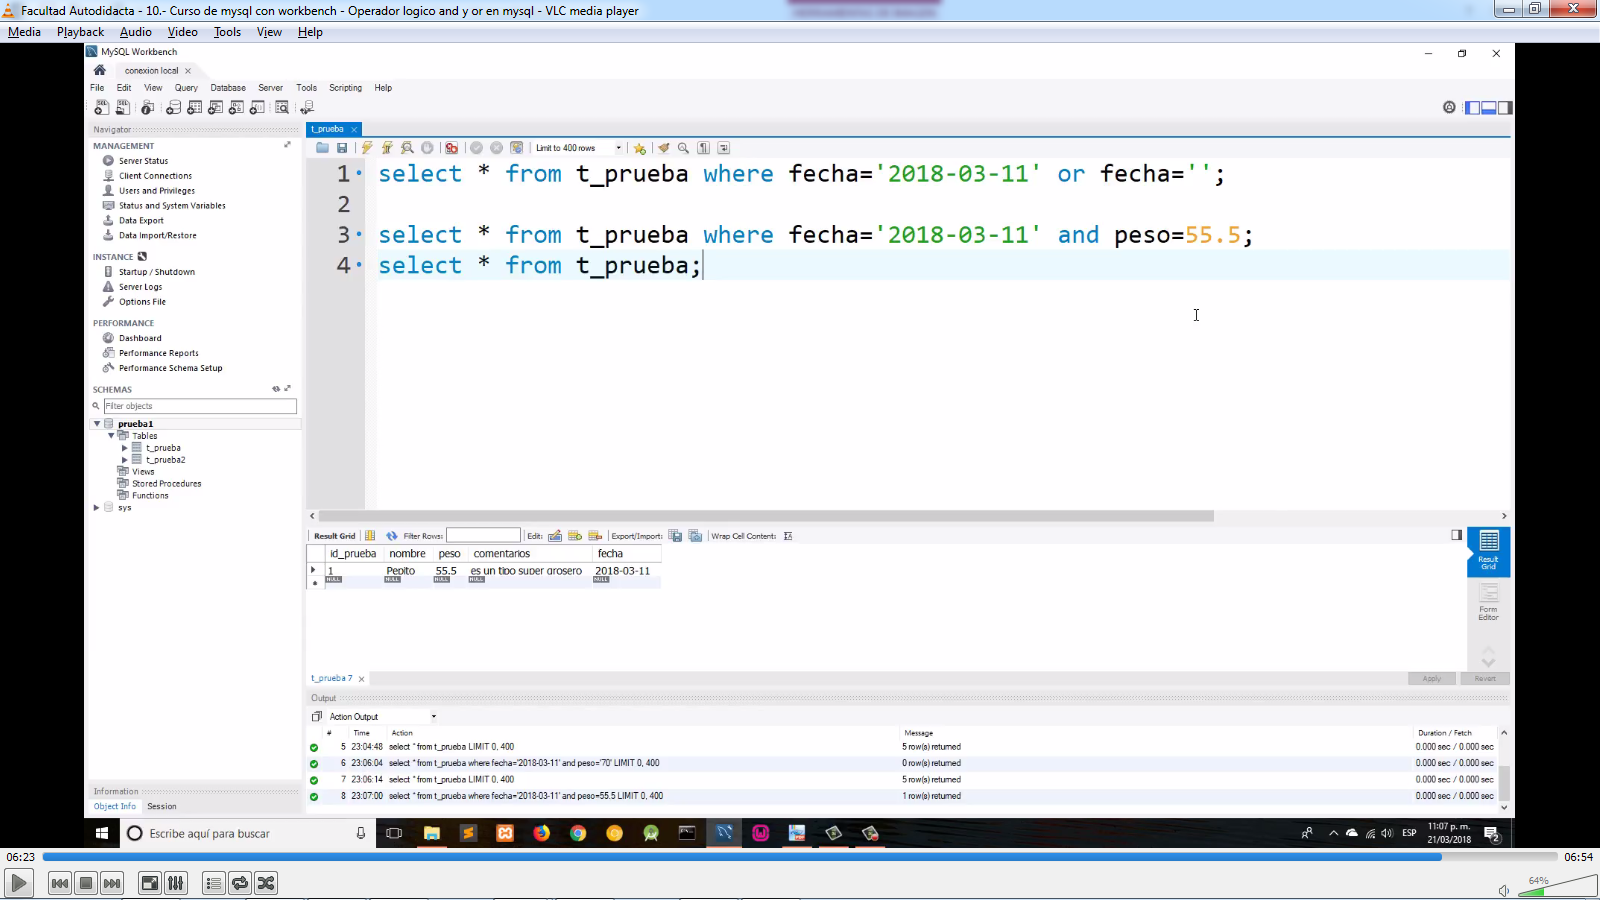 Facultad Autodidacta - 10.- Curso de mysql con workbench - Operador logico and y or en mysql - VLC media player
Media Playback Audio Video Tools View Help
MySQL Workbench
conexion local
File Edit View Query Database Server Tools Scripting Help
Navigator
t_prueba
MANAGEMENT
Server Status
Client Connections
Users and Privileges
Status and System Variables
Data Export
Data Import/Restore
INSTANCE
Startup / Shutdown
Server Logs
Options File
PERFORMANCE
Dashboard
Performance Reports
Performance Schema Setup
SCHEMAS
Filter objects
prueba1
Tables
t_prueba
t_prueba2
Views
Stored Procedures
Functions
sys
Limit to 400 rows
1 select * from t_prueba where fecha='2018-03-11' or fecha='';
2
3 select * from t_prueba where fecha='2018-03-11' and peso=55.5;
4 select * from t_prueba;
Result Grid Filter Rows: Edit: Export/Import: Wrap Cell Content:
id_prueba nombre peso comentarios fecha
1 Pepito 55.5 es un tipo super grosero 2018-03-11
NULL NULL NULL NULL NULL
Result Grid
Form Editor
t_prueba 7
Apply Revert
Output
Action Output
# Time Action Message Duration / Fetch
5 23:04:48 select * from t_prueba LIMIT 0, 400 5 row(s) returned 0.000 sec / 0.000 sec
6 23:06:04 select * from t_prueba where fecha='2018-03-11' and peso='70' LIMIT 0, 400 0 row(s) returned 0.000 sec / 0.000 sec
7 23:06:14 select * from t_prueba LIMIT 0, 400 5 row(s) returned 0.000 sec / 0.000 sec
8 23:07:00 select * from t_prueba where fecha='2018-03-11' and peso=55.5 LIMIT 0, 400 1 row(s) returned 0.000 sec / 0.000 sec
Information
Object Info Session
Escribe aquí para buscar
ESP
11:07 p. m.
21/03/2018
2
06:23
06:54
64%